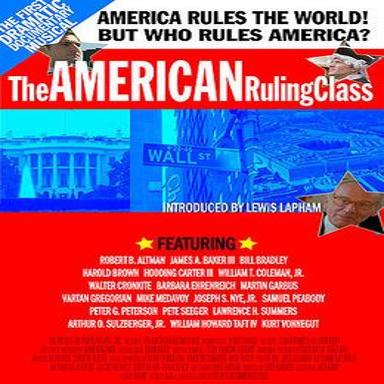 THE FIRST
DRAMATIC
DOCUMENTARY
MUSICAL
AMERICA RULES THE WORLD!
BUT WHO RULES AMERICA?
The AMERICAN RulingClass
WALL ST
INTRODUCED BY LEWIS LAPHAM
FEATURING
ROBERT B. ALTMAN JAMES A. BAKER III BILL BRADLEY
HAROLD BROWN HODDING CARTER III WILLIAM T. COLEMAN, JR.
WALTER CRONKITE BARBARA EHRENREICH MARTIN GARBUS
VARTAN GREGORIAN MIKE MEDAVOY JOSEPH S. NYE, JR. SAMUEL PEABODY
PETER G. PETERSON PETE SEEGER LAWRENCE H. SUMMERS
ARTHUR O. SULZBERGER, JR. WILLIAM HOWARD TAFT IV KURT VONNEGUT